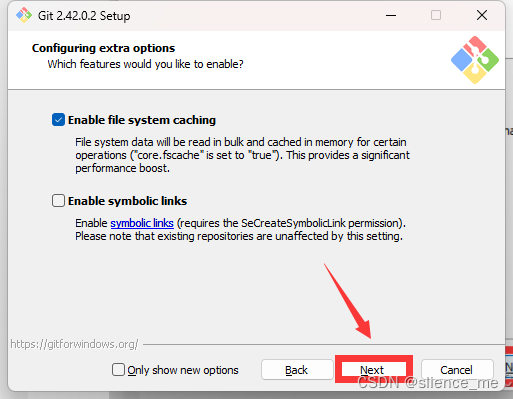 Git 2.42.0.2 Setup
Configuring extra options
Which features would you like to enable?
Enable file system caching
File system data will be read in bulk and cached in memory for certain
operations ("core.fscache" is set to "true"). This provides a significant
performance boost.
Enable symbolic links
Enable symbolic links (requires the SeCreateSymbolicLink permission).
Please note that existing repositories are unaffected by this setting.
https://gitforwindows.org/
Only show new options
Back
Next
Cancel
CSDN @slience_me